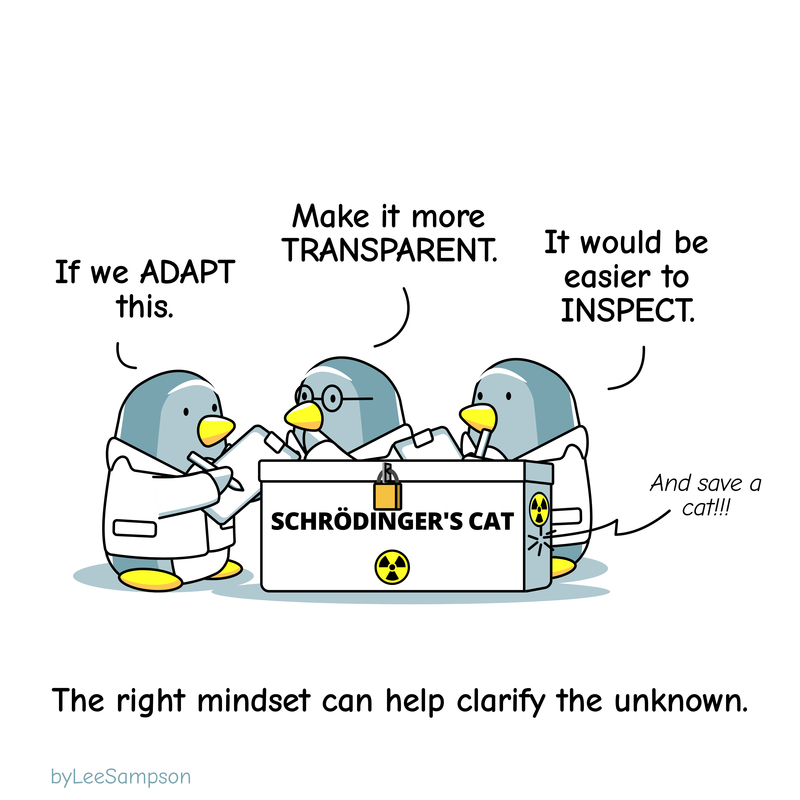 If we ADAPT
this.
Make it more
TRANSPARENT.
It would be
easier to
INSPECT.
And save a
cat!!!
SCHRÖDINGER'S CAT
The right mindset can help clarify the unknown.
byLeeSampson